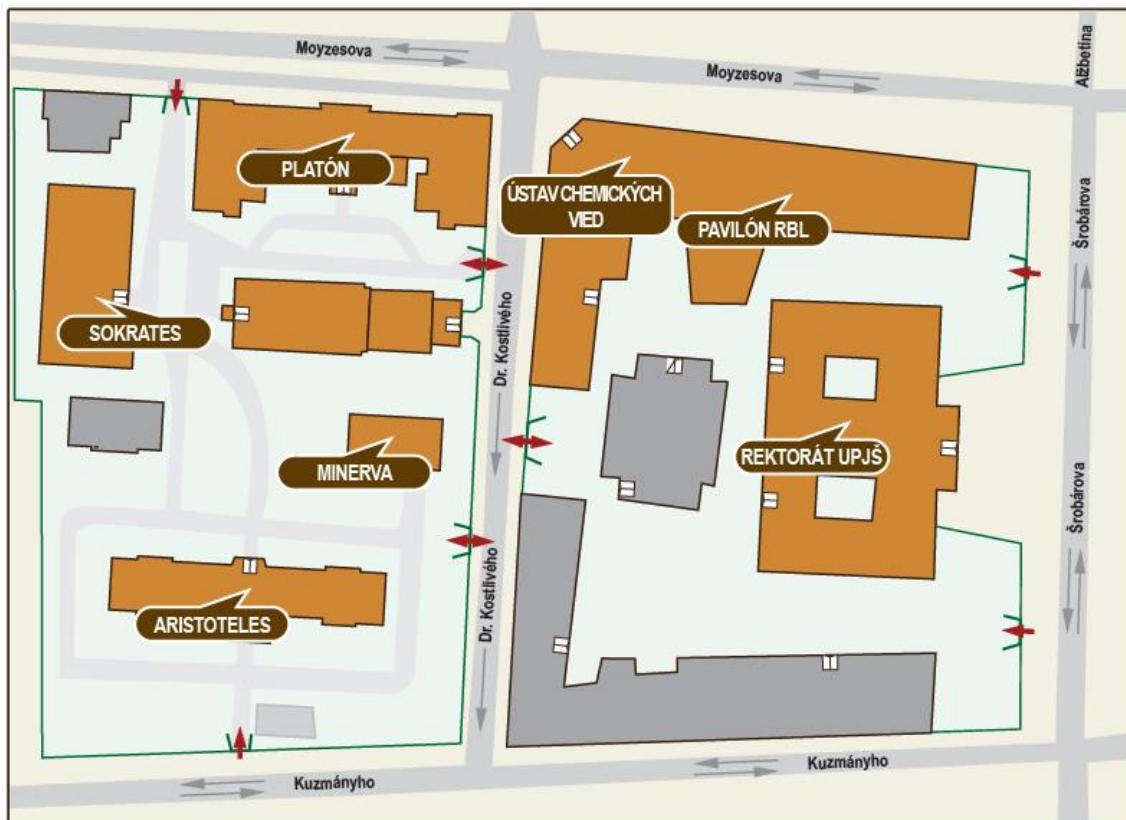 Moyzesova
Moyzesova
Alžbetina
PLATÓN
ÚSTAV CHEMICKÝCH
VIED
PAVILÓN RBL
Šrobárova
SOKRATES
Dr. Kostlivého
MINERVA
REKTORÁT UPJŠ
Šrobárova
ARISTOTELES
Dr. Kostlivého
Kuzmányho
Kuzmányho